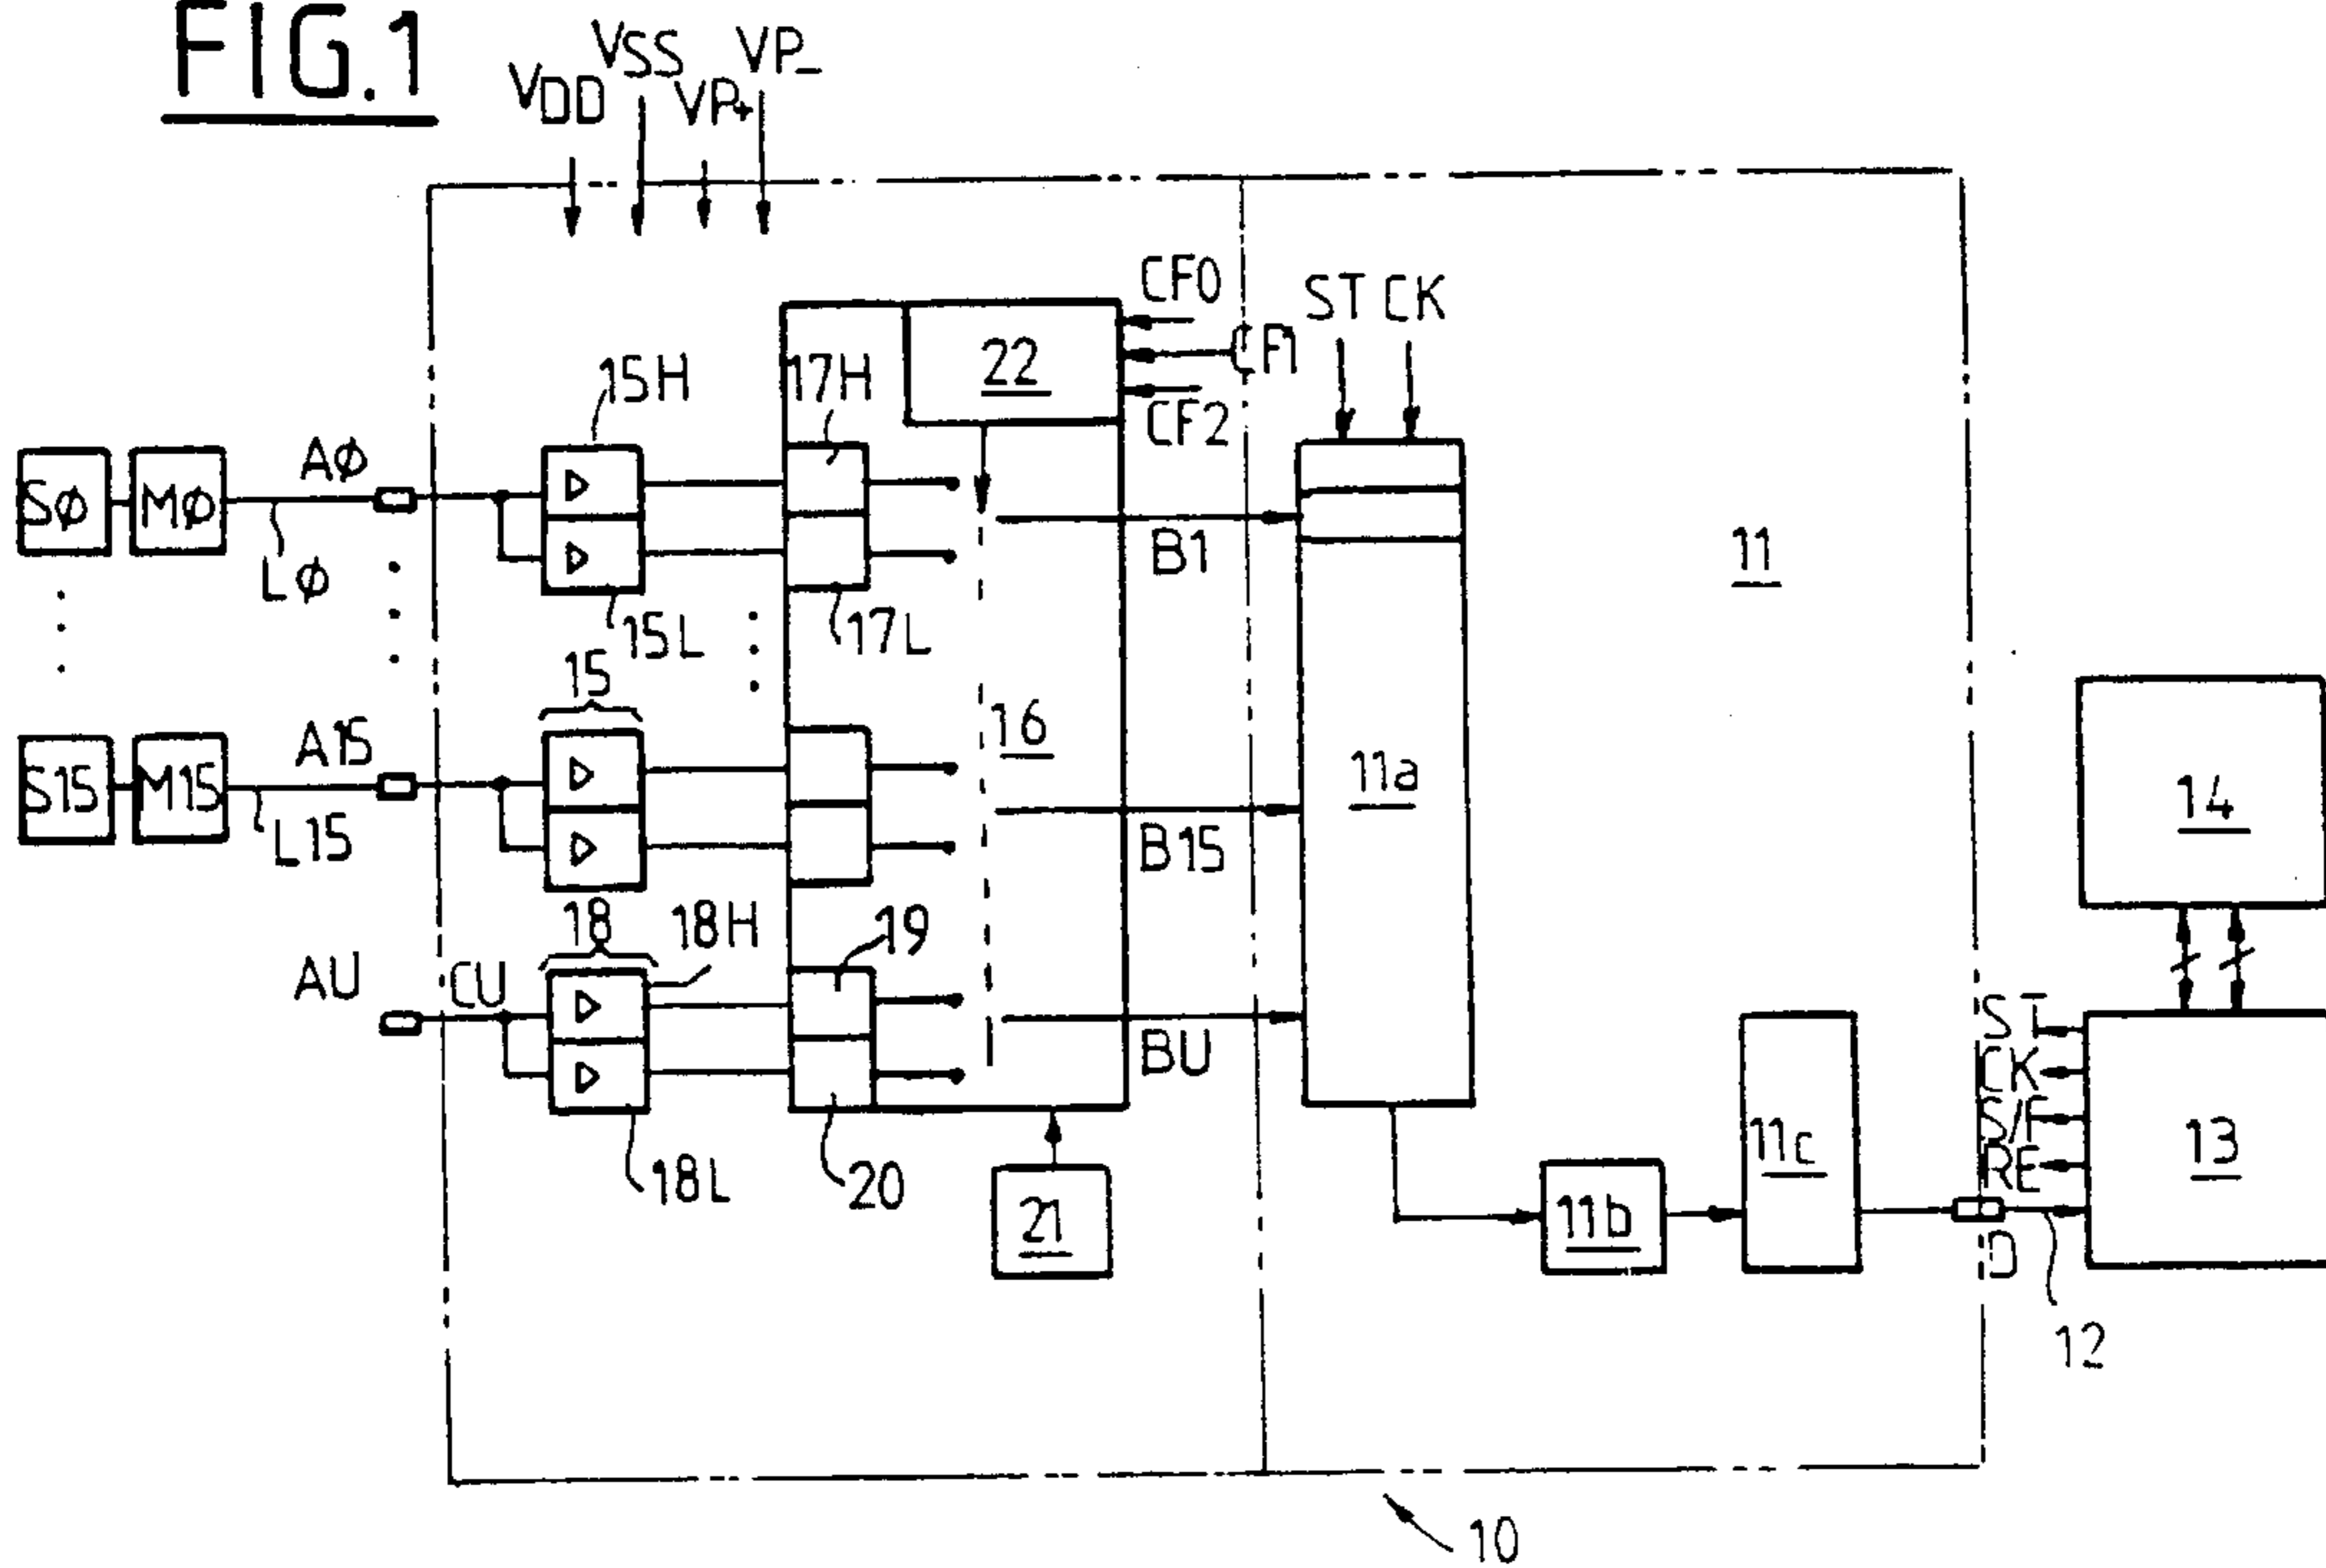 FIG.1
VDD
VSS
VP+
VP-
CF0
CF1
CF2
ST CK
22
15H
17H
AΦ
SΦ
MΦ
LΦ
B1
11
15L
17L
15
16
A15
S15
M15
L15
11a
B15
14
18
18H
19
AU
CU
BU
ST
CK
S/F
RE
13
18L
20
21
11b
11c
D
12
10